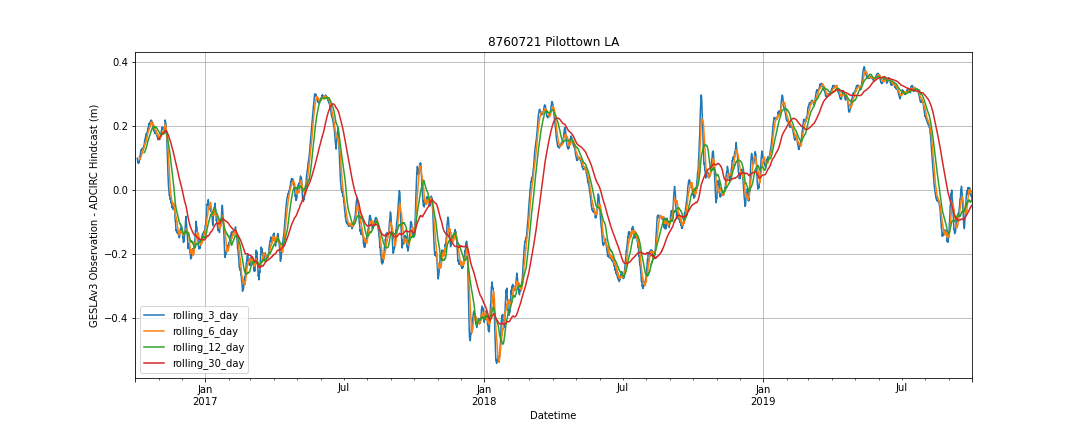 8760721 Pilottown LA
GESLAv3 Observation - ADCIRC Hindcast (m)
0.4
0.2
0.0
−0.2
−0.4
rolling_3_day
rolling_6_day
rolling_12_day
rolling_30_day
Jan Jul Jan Jul Jan Jul
2017 2018 2019
Datetime